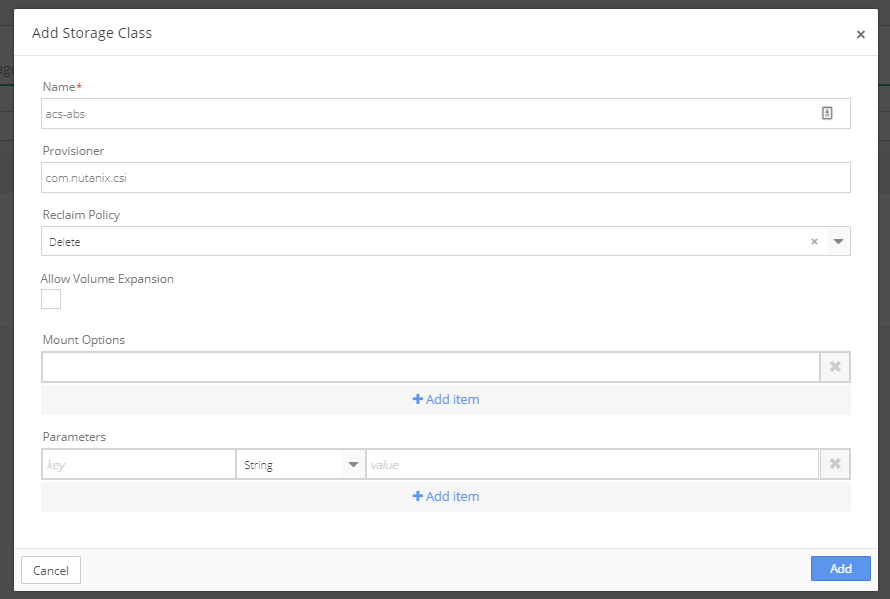 Add Storage Class ×
Name*
acs-abs
Provisioner
com.nutanix.csi
Reclaim Policy
Delete ×
Allow Volume Expansion
Mount Options
+ Add item
Parameters
key String value
+ Add item
Cancel Add